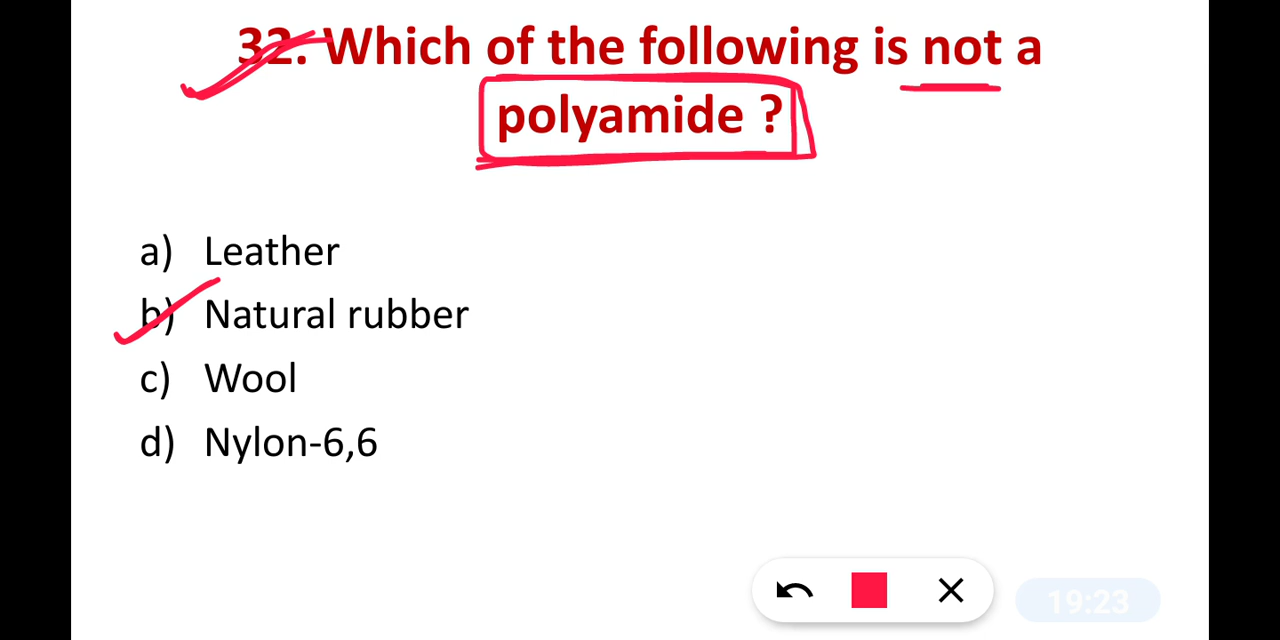 32. Which of the following is not a
polyamide ?
a) Leather
b) Natural rubber
c) Wool
d) Nylon-6,6
19:23